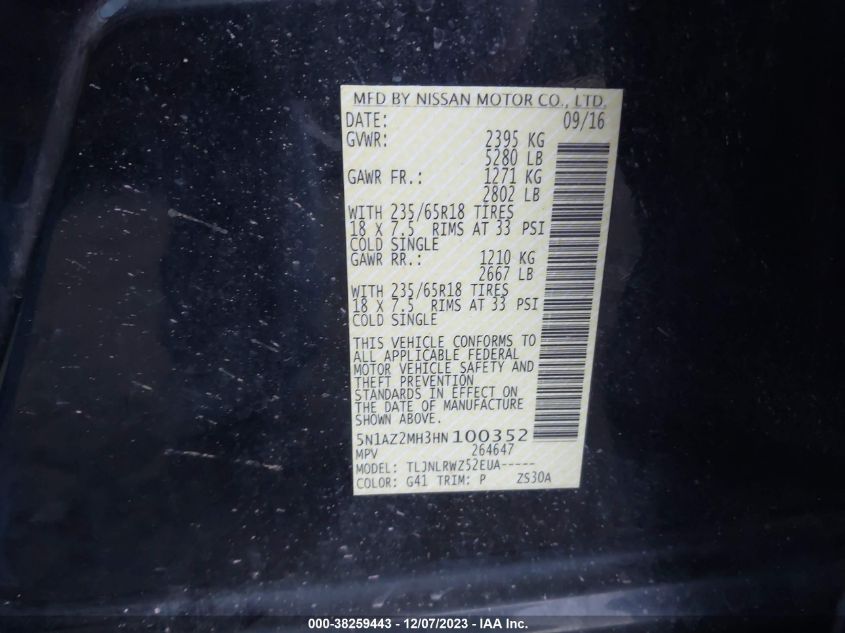 MFD BY NISSAN MOTOR CO., LTD.
DATE: 09/16
GVWR: 2395 KG
5280 LB
GAWR FR.: 1271 KG
2802 LB
WITH 235/65R18 TIRES
18 X 7.5 RIMS AT 33 PSI
COLD SINGLE
GAWR RR.: 1210 KG
2667 LB
WITH 235/65R18 TIRES
18 X 7.5 RIMS AT 33 PSI
COLD SINGLE
THIS VEHICLE CONFORMS TO
ALL APPLICABLE FEDERAL
MOTOR VEHICLE SAFETY AND
THEFT PREVENTION
STANDARDS IN EFFECT ON
THE DATE OF MANUFACTURE
SHOWN ABOVE.
5N1AZ2MH3HN100352
MPV 264647
MODEL: TLJNLRWZ52EUA-----
COLOR: G41 TRIM: P ZS30A
000-38259443 - 12/07/2023 - IAA Inc.